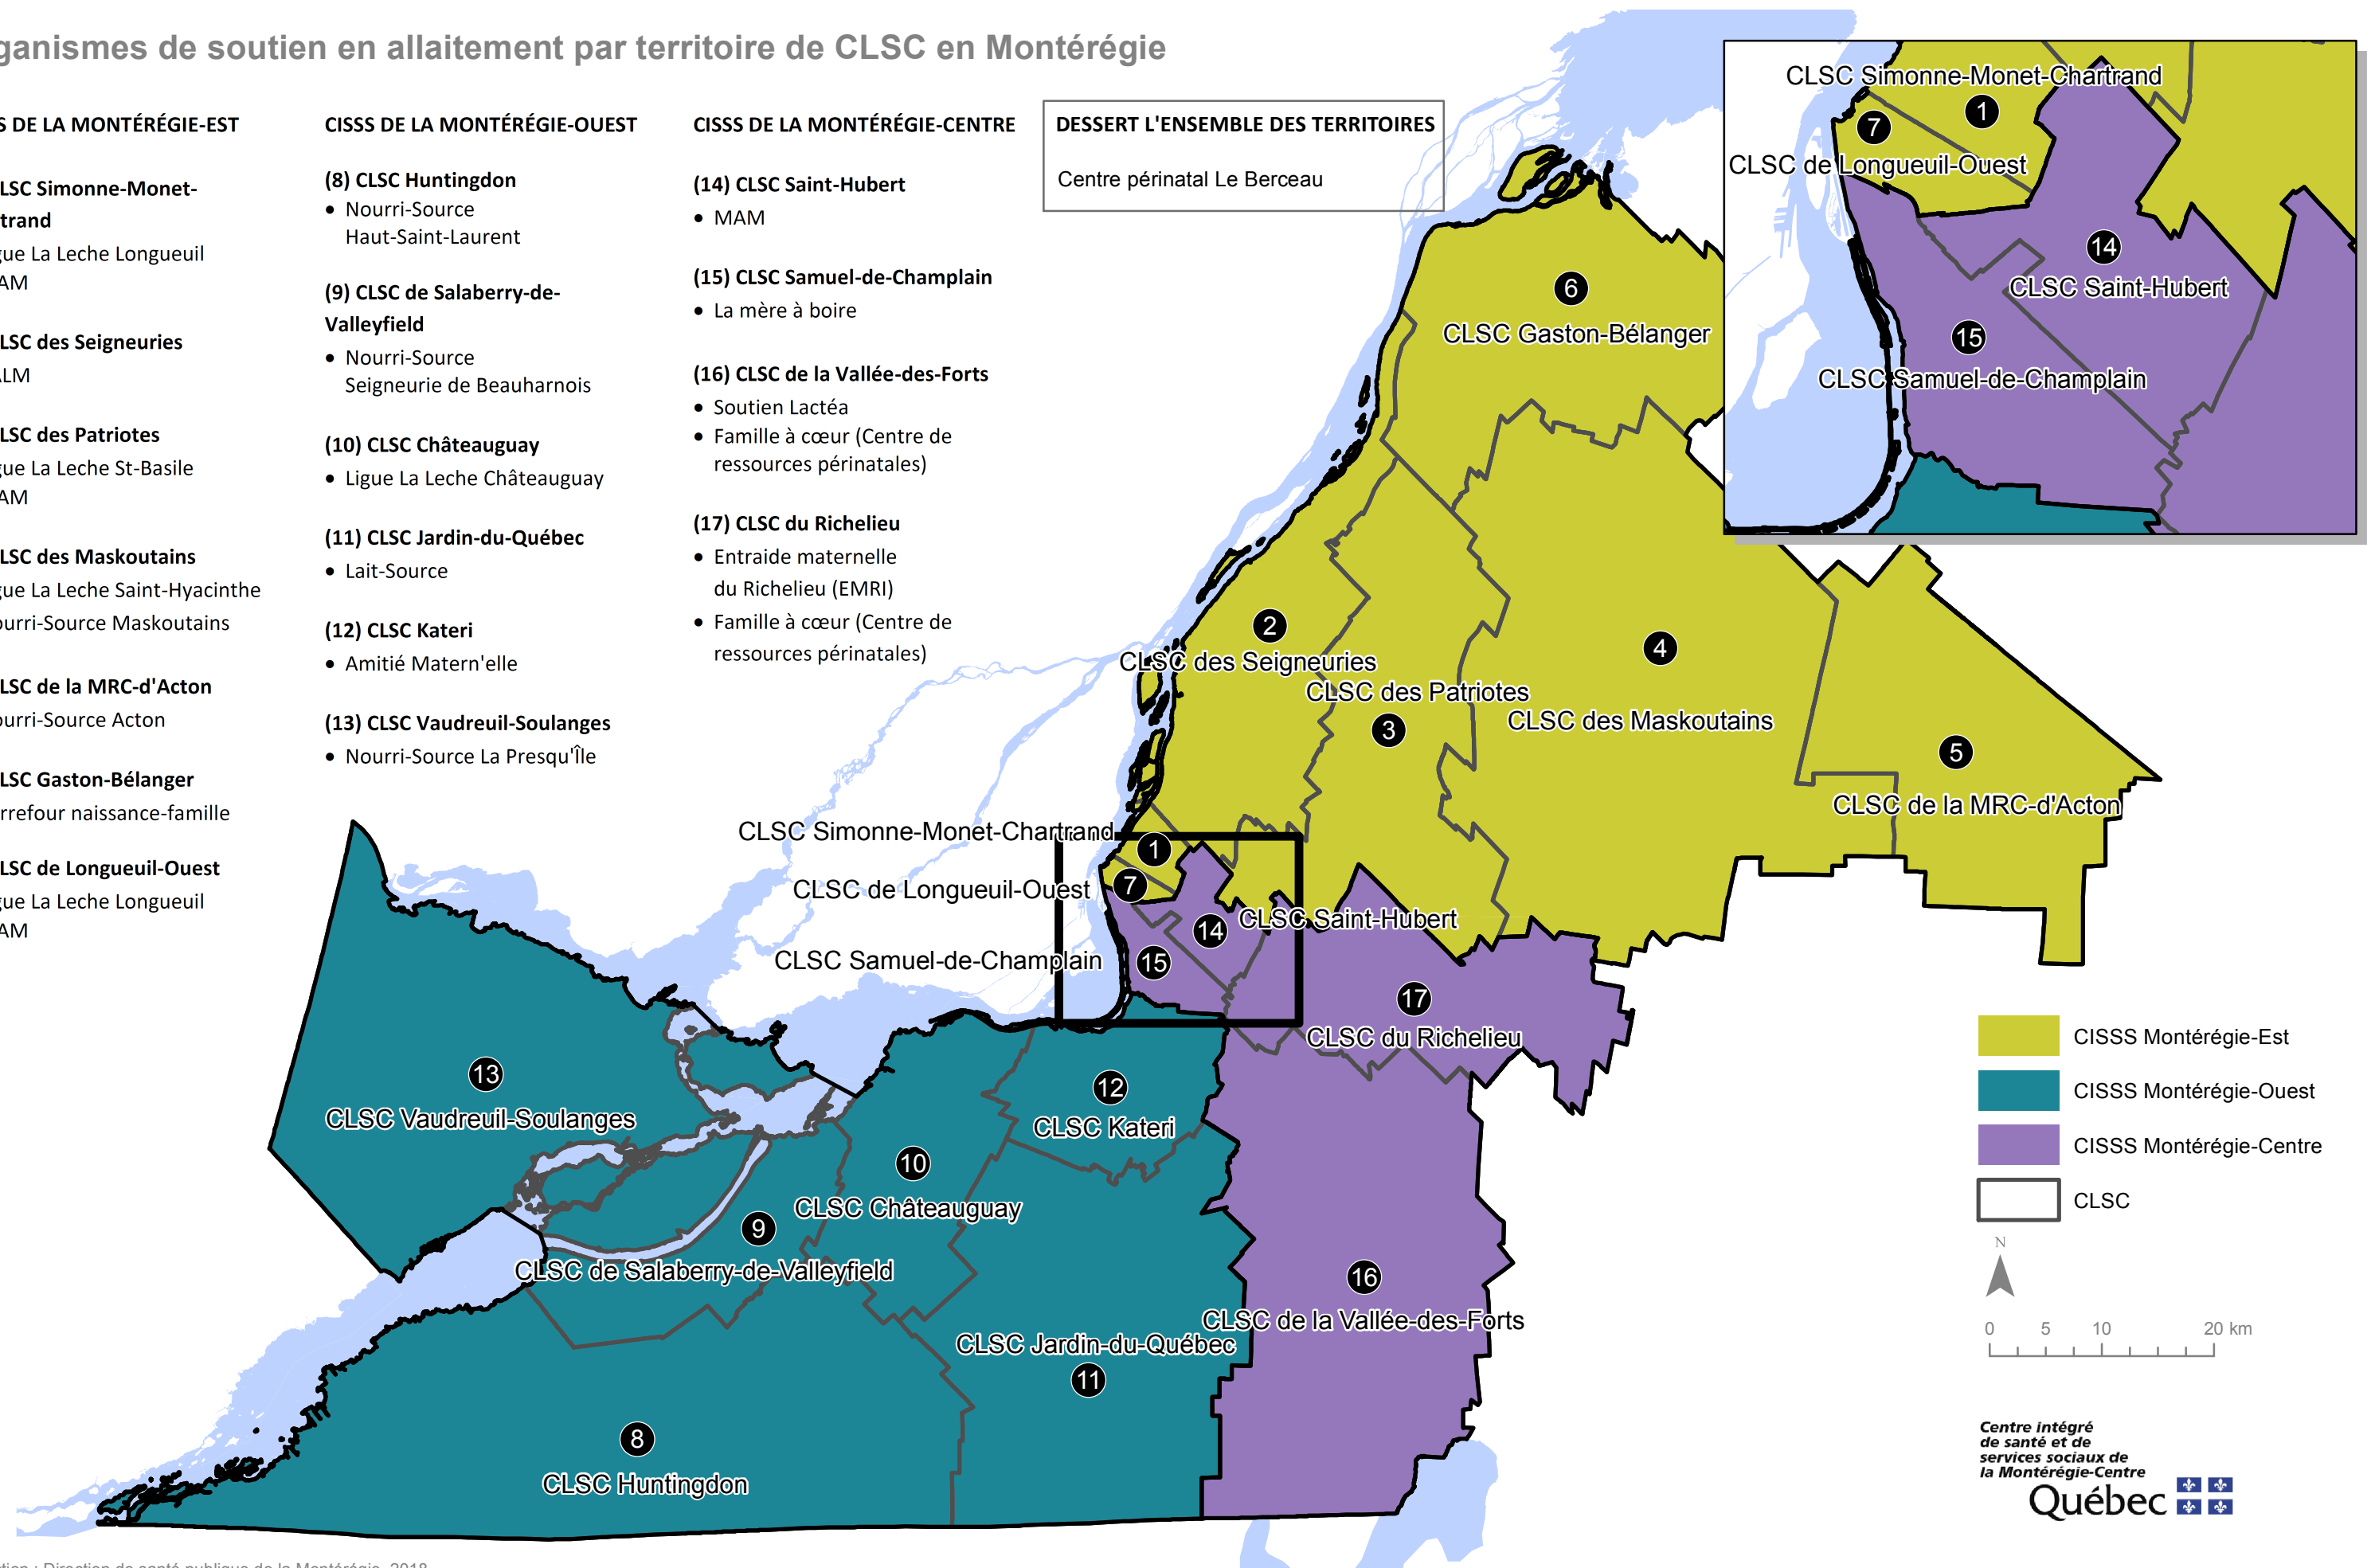 ganismes de soutien en allaitement par territoire de CLSC en Montérégie
S DE LA MONTÉRÉGIE-EST
LSC Simonne-Monet-
trand
gue La Leche Longueuil
AM
LSC des Seigneuries
LM
LSC des Patriotes
gue La Leche St-Basile
AM
LSC des Maskoutains
gue La Leche Saint-Hyacinthe
ourri-Source Maskoutains
LSC de la MRC-d'Acton
ourri-Source Acton
LSC Gaston-Bélanger
rrefour naissance-famille
LSC de Longueuil-Ouest
gue La Leche Longueuil
AM
CISSS DE LA MONTÉRÉGIE-OUEST
(8) CLSC Huntingdon
• Nourri-Source
Haut-Saint-Laurent
(9) CLSC de Salaberry-de-
Valleyfield
• Nourri-Source
Seigneurie de Beauharnois
(10) CLSC Châteauguay
• Ligue La Leche Châteauguay
(11) CLSC Jardin-du-Québec
• Lait-Source
(12) CLSC Kateri
• Amitié Matern'elle
(13) CLSC Vaudreuil-Soulanges
• Nourri-Source La Presqu'Île
CISSS DE LA MONTÉRÉGIE-CENTRE
(14) CLSC Saint-Hubert
• MAM
(15) CLSC Samuel-de-Champlain
• La mère à boire
(16) CLSC de la Vallée-des-Forts
• Soutien Lactéa
• Famille à cœur (Centre de
ressources périnatales)
(17) CLSC du Richelieu
• Entraide maternelle
du Richelieu (EMRI)
• Famille à cœur (Centre de
ressources périnatales)
DESSERT L'ENSEMBLE DES TERRITOIRES
Centre périnatal Le Berceau
CLSC Simonne-Monet-Chartrand
1
7
CLSC de Longueuil-Ouest
14
CLSC Saint-Hubert
15
CLSC Samuel-de-Champlain
6
CLSC Gaston-Bélanger
2
CLSC des Seigneuries
CLSC des Patriotes
3
4
CLSC des Maskoutains
5
CLSC de la MRC-d'Acton
CLSC Simonne-Monet-Chartrand
1
CLSC de Longueuil-Ouest
7
14
CLSC Saint-Hubert
CLSC Samuel-de-Champlain
15
17
CLSC du Richelieu
13
CLSC Vaudreuil-Soulanges
12
CLSC Kateri
10
CLSC Châteauguay
9
CLSC de Salaberry-de-Valleyfield
16
CLSC de la Vallée-des-Forts
CLSC Jardin-du-Québec
11
8
CLSC Huntingdon
CISSS Montérégie-Est
CISSS Montérégie-Ouest
CISSS Montérégie-Centre
CLSC
N
0 5 10 20 km
Centre intégré
de santé et de
services sociaux de
la Montérégie-Centre
Québec